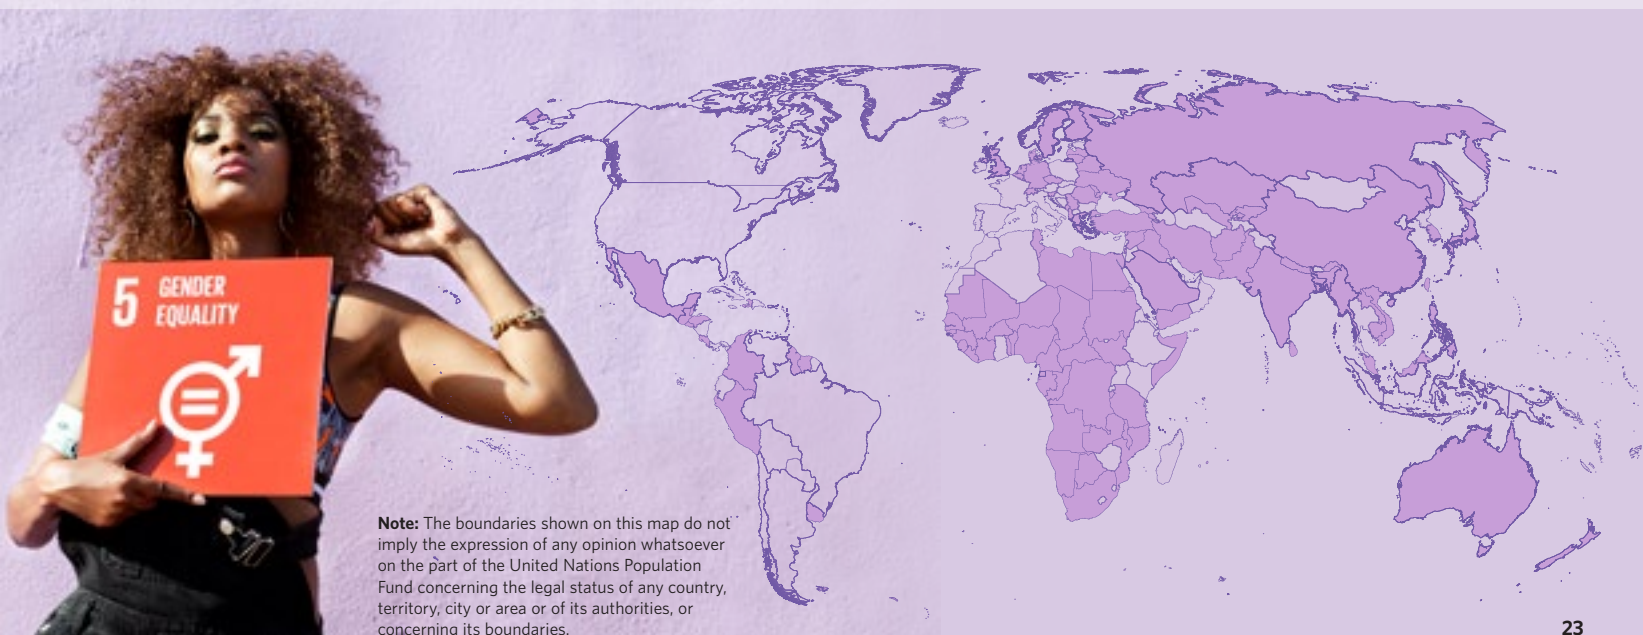 5 GENDER
EQUALITY
Note: The boundaries shown on this map do not
imply the expression of any opinion whatsoever
on the part of the United Nations Population
Fund concerning the legal status of any country,
territory, city or area or of its authorities, or
concerning its boundaries.
23